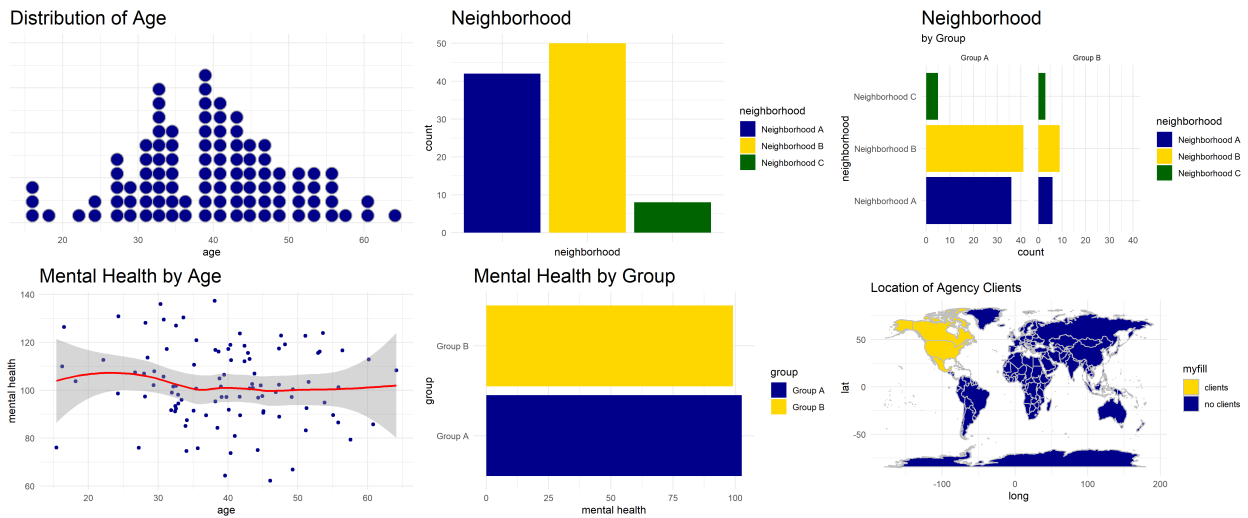 Distribution of Age
20 30 40 50 60
age
Neighborhood
50
40
30
20
10
0
count
neighborhood
neighborhood
Neighborhood A
Neighborhood B
Neighborhood C
Neighborhood
by Group
Group A Group B
Neighborhood C
Neighborhood B
Neighborhood A
neighborhood
0 10 20 30 40 0 10 20 30 40
count
neighborhood
Neighborhood A
Neighborhood B
Neighborhood C
Mental Health by Age
140
120
100
80
60
mental health
20 30 40 50 60
age
Mental Health by Group
Group B
Group A
group
0 25 50 75 100
mental health
group
Group A
Group B
Location of Agency Clients
50
0
-50
lat
-100 0 100 200
long
myfill
clients
no clients